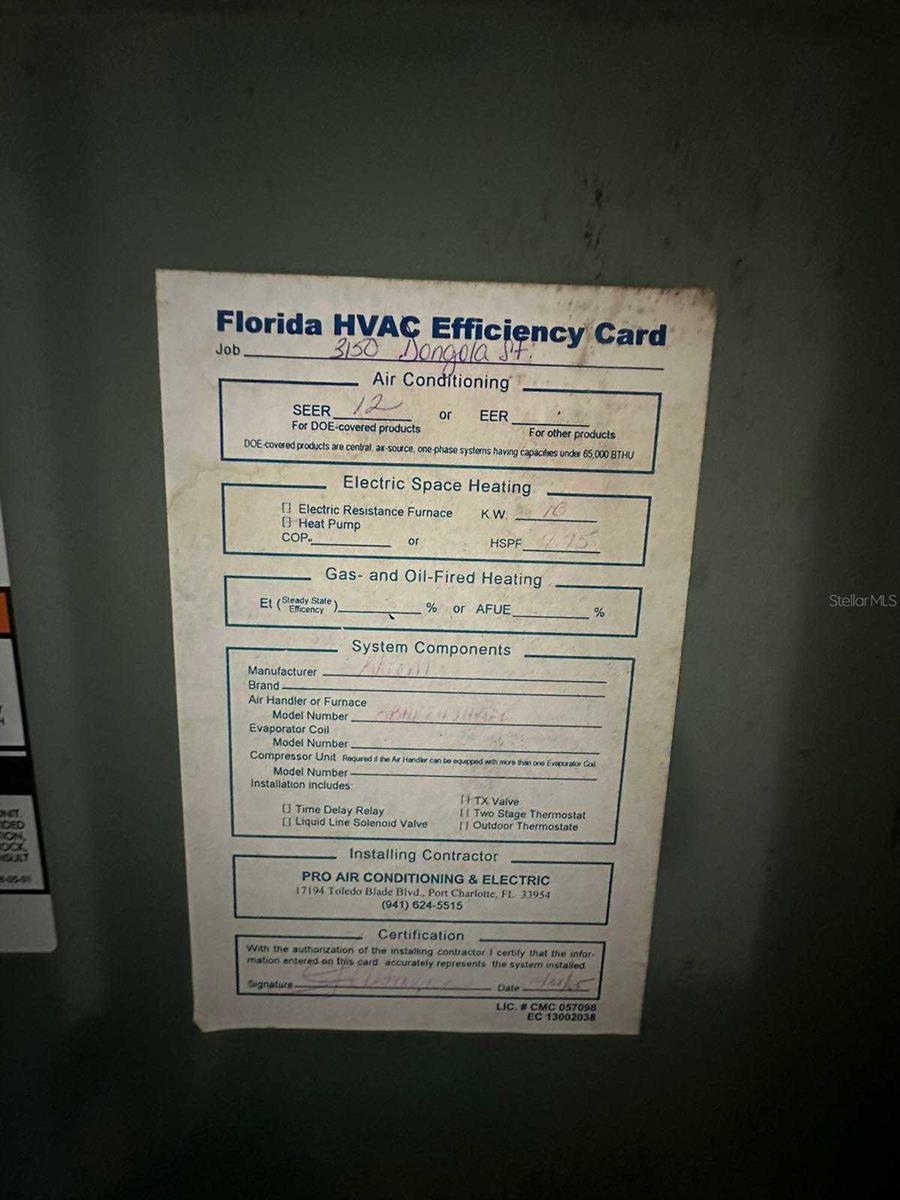 Florida HVAC Efficiency Card
Job 3150 Dongola St.
Air Conditioning
SEER 12 or EER
For DOE-covered products For other products
DOE-covered products are central, air-source, one-phase systems having capacities under 65,000 BTHU
Electric Space Heating
[] Electric Resistance Furnace K.W. 10
[] Heat Pump
COP or HSPF
Gas- and Oil-Fired Heating
Et (Steady State Efficency) % or AFUE %
System Components
Manufacturer
Brand
Air Handler or Furnace
Model Number
Evaporator Coil
Model Number
Compressor Unit Required if the Air Handler can be equipped with more than one Evaporator Coil
Model Number
Installation includes:
[] TX Valve
[] Time Delay Relay [] Two Stage Thermostat
[] Liquid Line Solenoid Valve [] Outdoor Thermostate
Installing Contractor
PRO AIR CONDITIONING & ELECTRIC
17194 Toledo Blade Blvd., Port Charlotte, FL 33954
(941) 624-5515
Certification
With the authorization of the installing contractor I certify that the infor-
mation entered on this card accurately represents the system installed
Signature Date
LIC. # CMC 057098
EC 13002038
StellarMLS